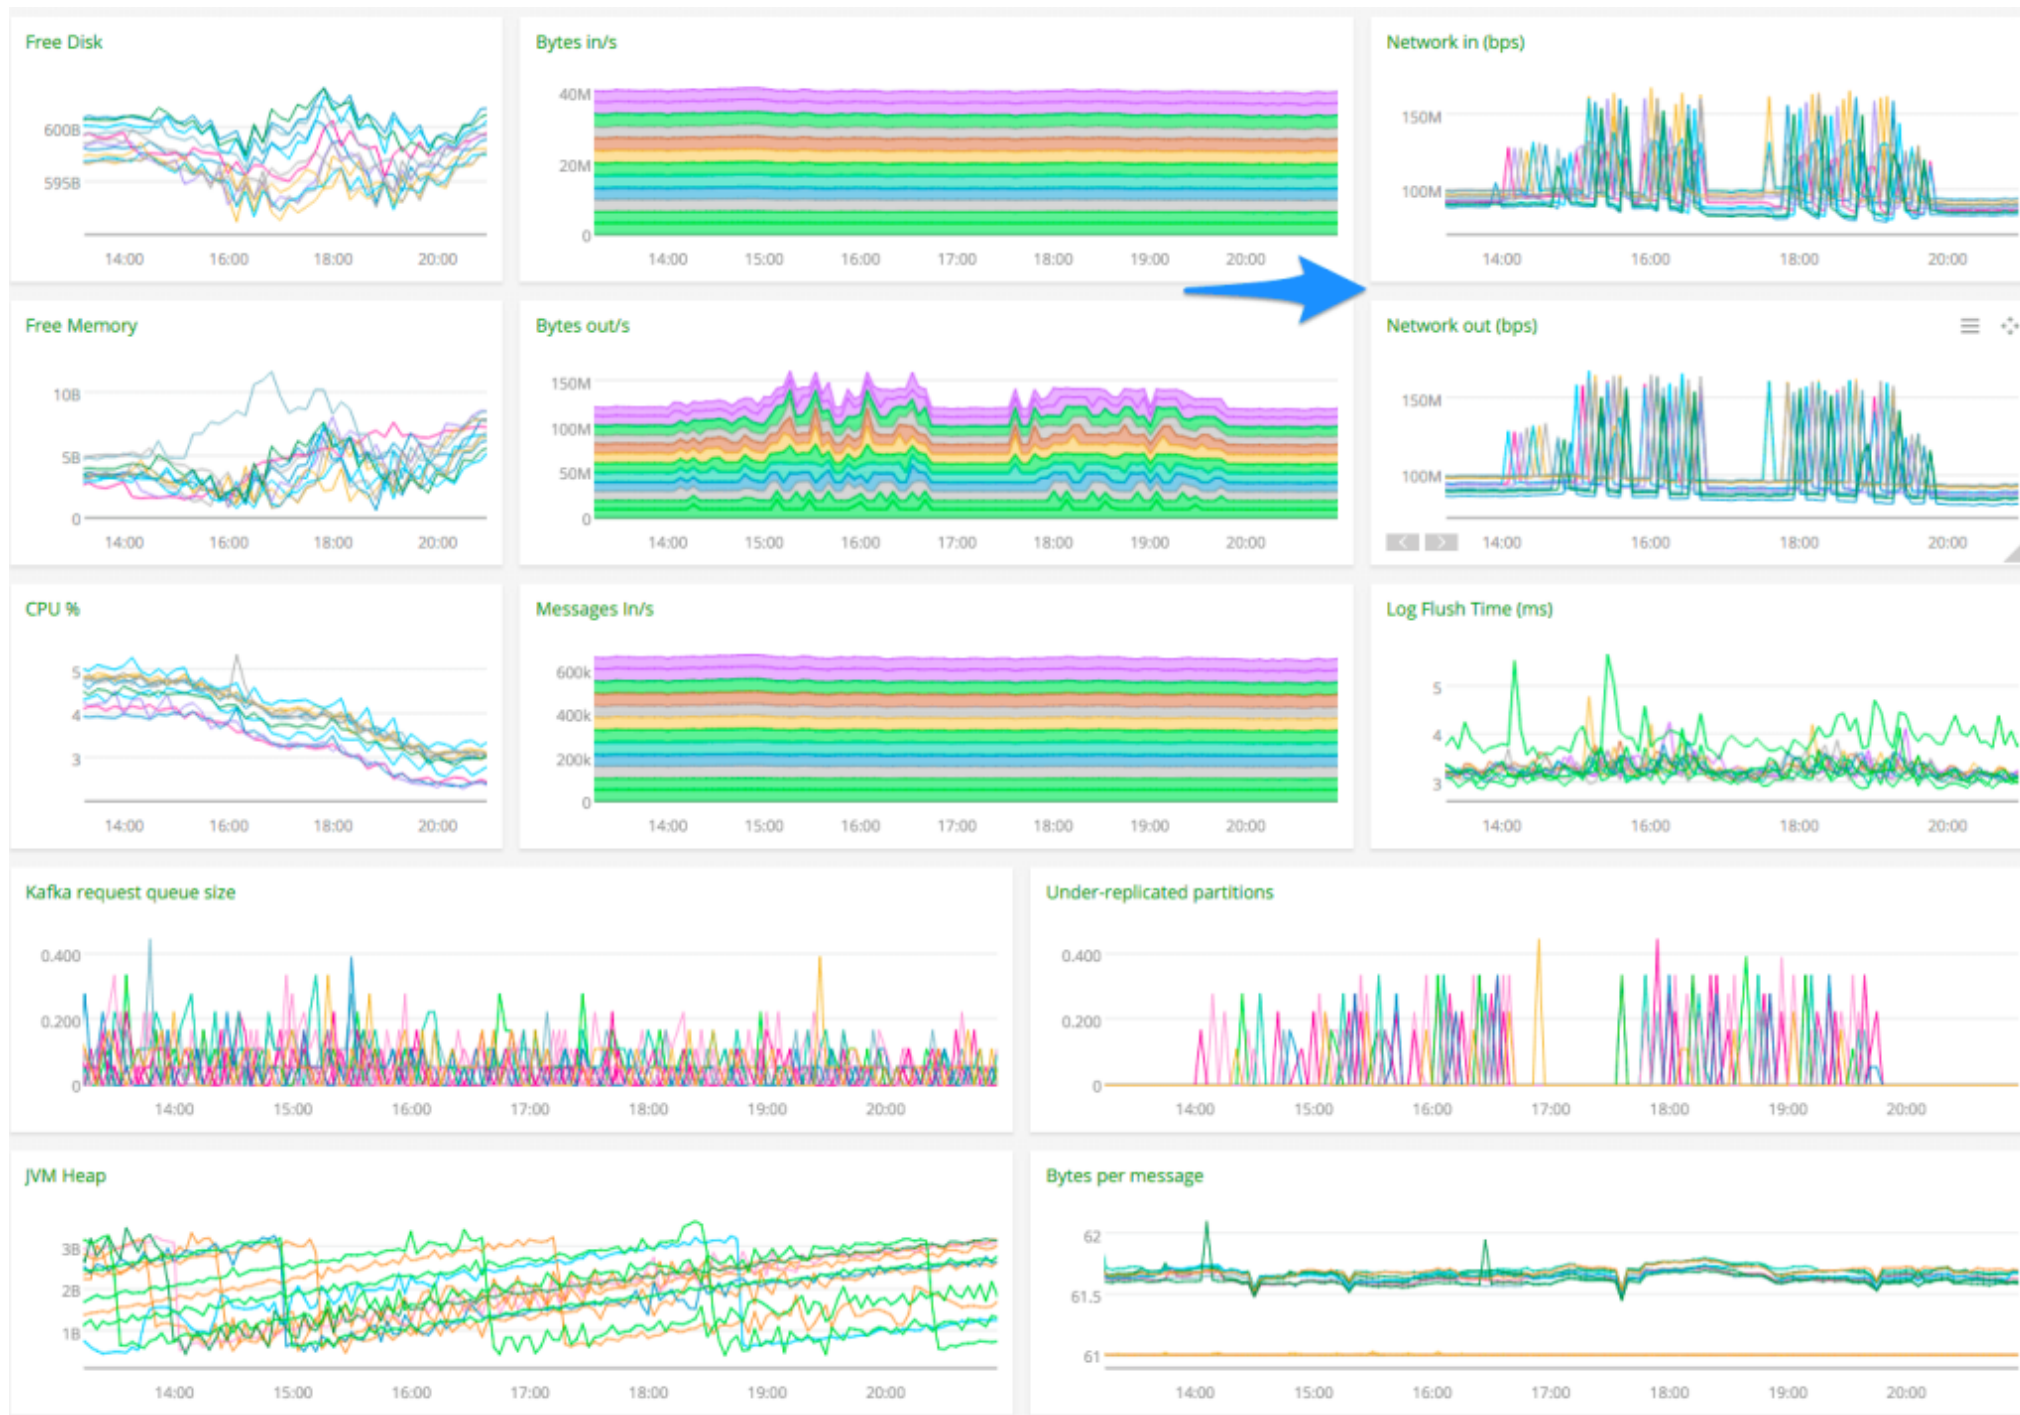 Free Disk
600B
595B
14:00 16:00 18:00 20:00
Bytes in/s
40M
20M
0
14:00 15:00 16:00 17:00 18:00 19:00 20:00
Network in (bps)
150M
100M
14:00 16:00 18:00 20:00
Free Memory
10B
5B
0
14:00 16:00 18:00 20:00
Bytes out/s
150M
100M
50M
0
14:00 15:00 16:00 17:00 18:00 19:00 20:00
Network out (bps)
150M
100M
14:00 16:00 18:00 20:00
CPU %
5
4
3
14:00 16:00 18:00 20:00
Messages In/s
600k
400k
200k
0
14:00 15:00 16:00 17:00 18:00 19:00 20:00
Log Flush Time (ms)
5
4
3
14:00 16:00 18:00 20:00
Kafka request queue size
0.400
0.200
0
14:00 15:00 16:00 17:00 18:00 19:00 20:00
Under-replicated partitions
0.400
0.200
0
14:00 15:00 16:00 17:00 18:00 19:00 20:00
JVM Heap
3B
2B
1B
14:00 15:00 16:00 17:00 18:00 19:00 20:00
Bytes per message
62
61.5
61
14:00 15:00 16:00 17:00 18:00 19:00 20:00